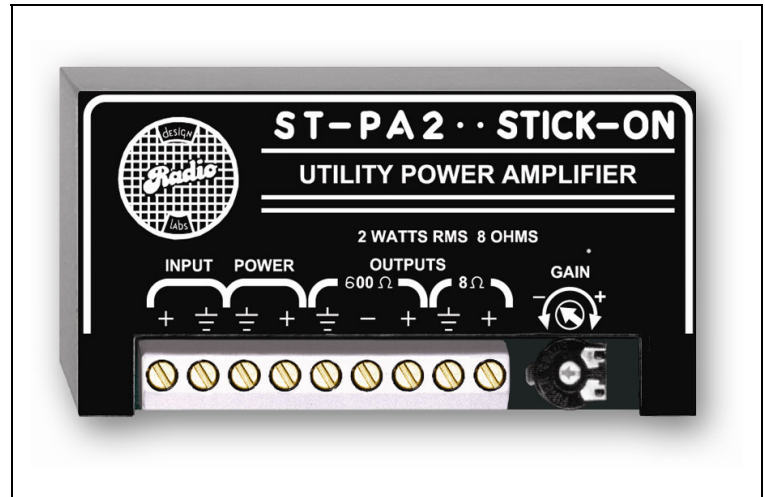 ST-PA2·· STICK-ON
design
Radio
Labs
UTILITY POWER AMPLIFIER
2 WATTS RMS 8 OHMS
INPUT POWER OUTPUTS GAIN
600 Ω 8Ω
- +
+ - + +